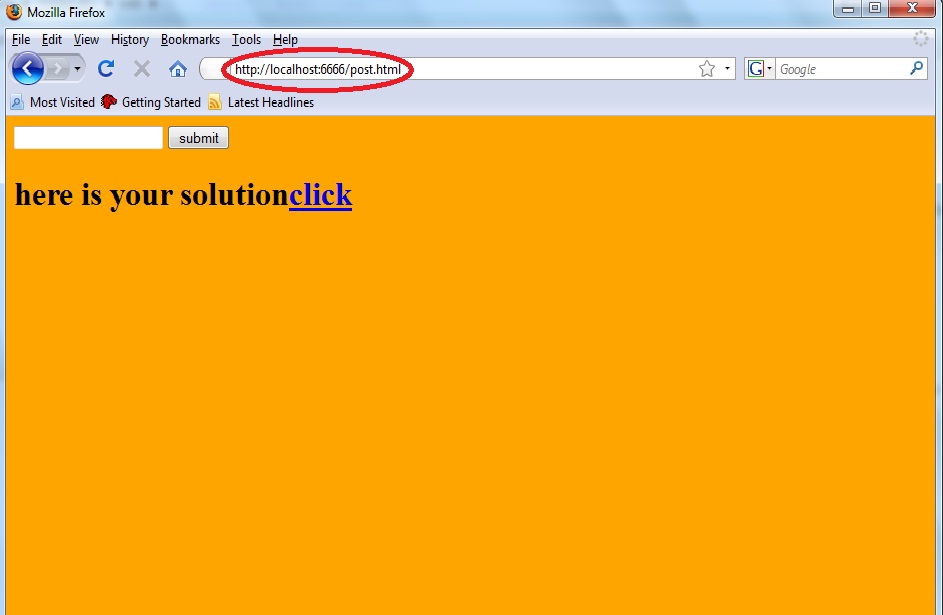 Mozilla Firefox
File Edit View History Bookmarks Tools Help
http://localhost:6666/post.html G Google
Most Visited Getting Started Latest Headlines
submit
here is your solutionclick